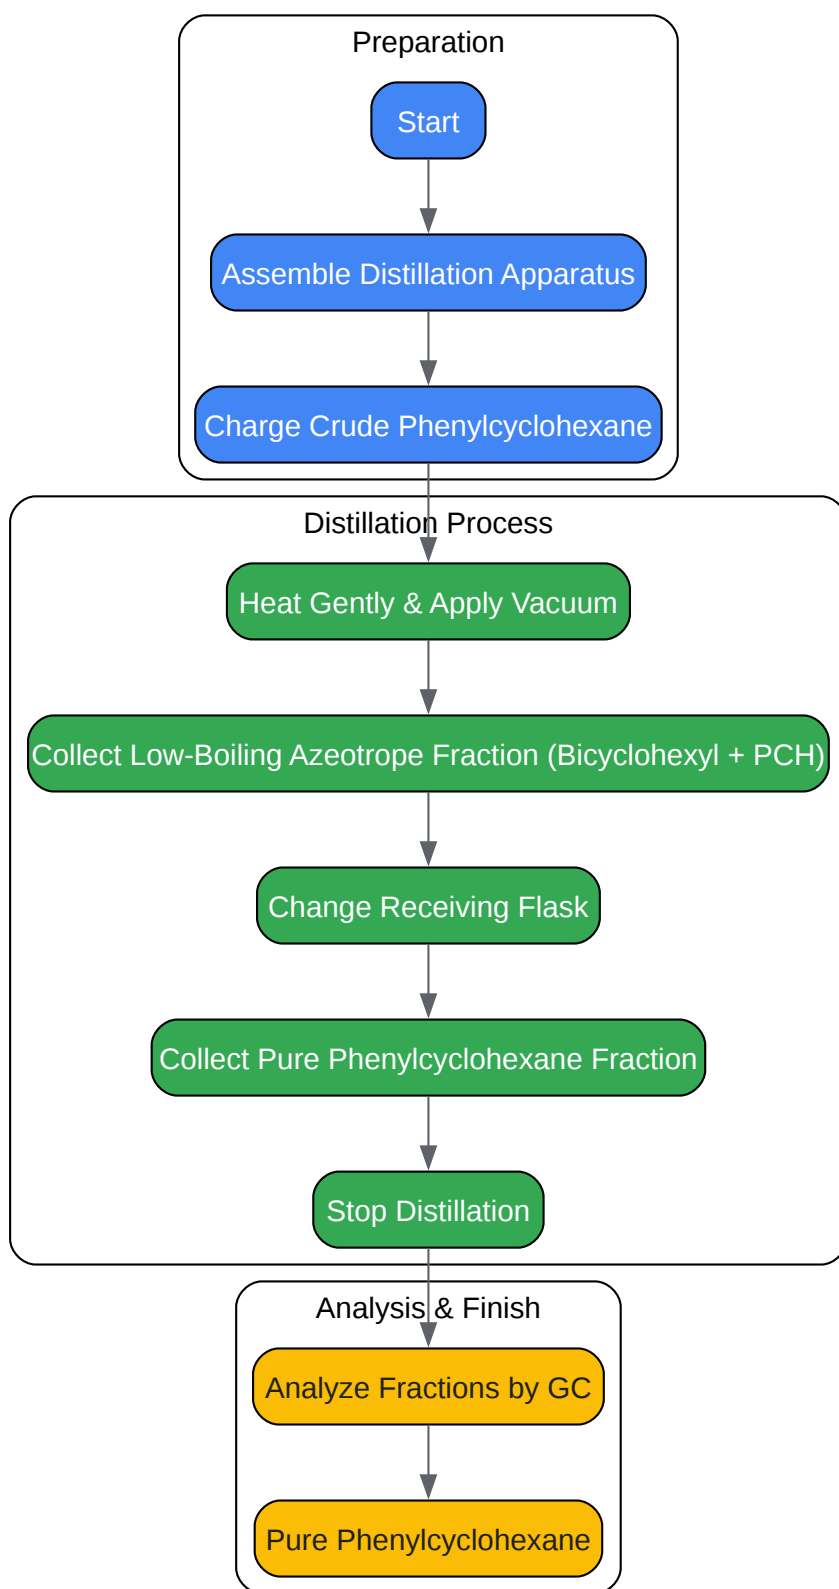 Preparation
Start
Assemble Distillation Apparatus
Charge Crude Phenylcyclohexane
Distillation Process
Heat Gently & Apply Vacuum
Collect Low-Boiling Azeotrope Fraction (Bicyclohexyl + PCH)
Change Receiving Flask
Collect Pure Phenylcyclohexane Fraction
Stop Distillation
Analysis & Finish
Analyze Fractions by GC
Pure Phenylcyclohexane